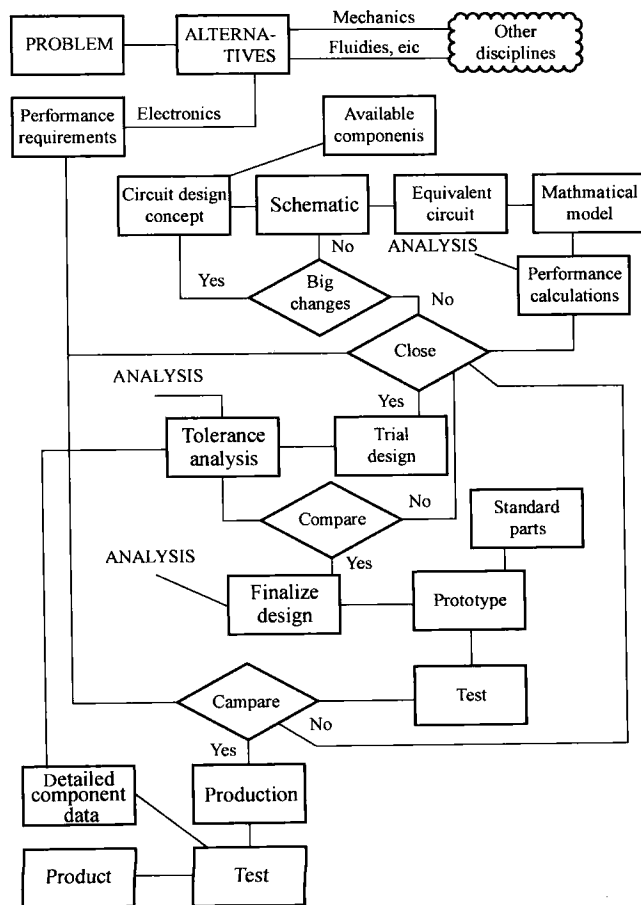 Mechanics
PROBLEM
ALTERNA-
TIVES
Fluidies, eic
Other
disciplines
Performance
requirements
Electronics
Available
componenis
Circuit design
concept
Schematic
Equivalent
circuit
Mathmatical
model
No
ANALYSIS
Yes
Big
changes
No
Performance
calculations
Close
ANALYSIS
Yes
Tolerance
analysis
Trial
design
No
Compare
Standard
parts
ANALYSIS
Yes
Finalize
design
Prototype
Campare
Test
No
Yes
Detailed
component
data
Production
Product
Test